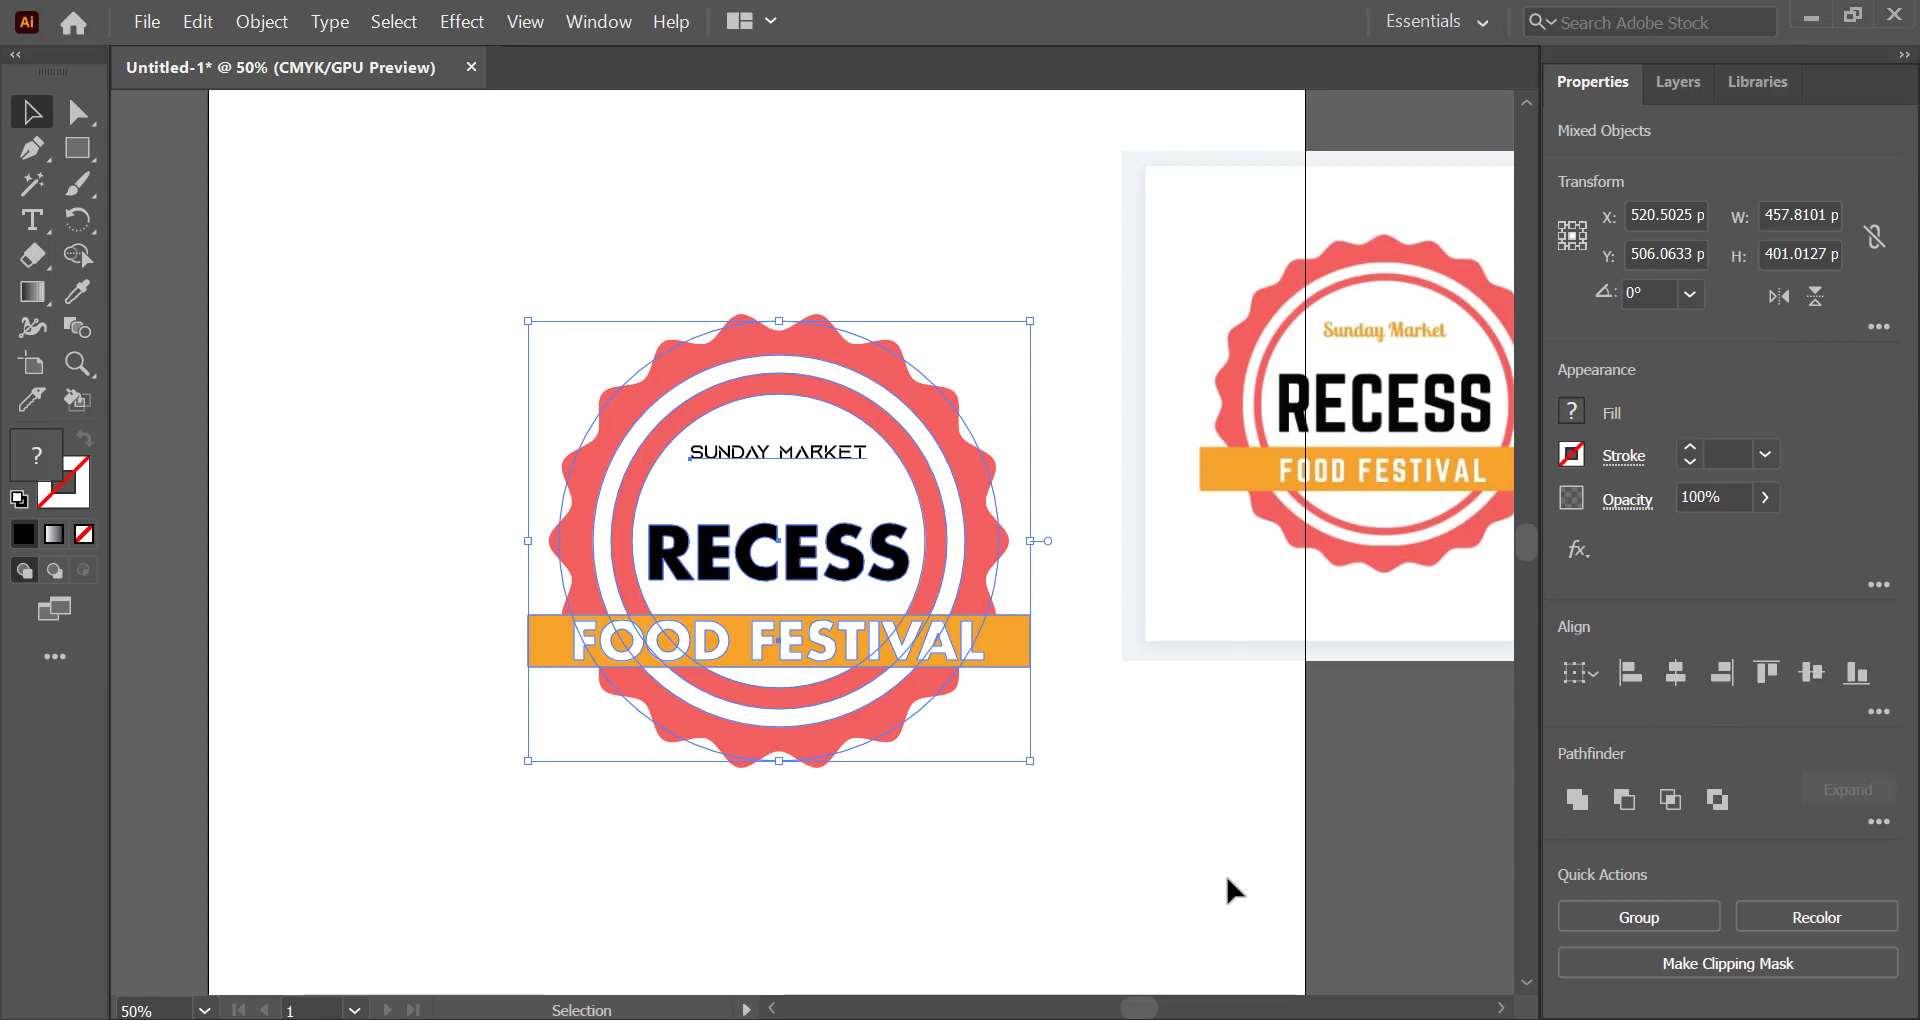 Ai File Edit Object Type Select Effect View Window Help Essentials Search Adobe Stock
Untitled-1* @ 50% (CMYK/GPU Preview)
Properties Layers Libraries
Mixed Objects
Transform
X: 520.5025 p W: 457.8101 p
Y: 506.0633 p H: 401.0127 p
0°
Appearance
? Fill
Stroke
Opacity 100%
fx.
Align
Pathfinder
Expand
Quick Actions
Group Recolor
Make Clipping Mask
?
SUNDAY MARKET
RECESS
FOOD FESTIVAL
Sunday Market
RECESS
FOOD FESTIVAL
50% 1 Selection